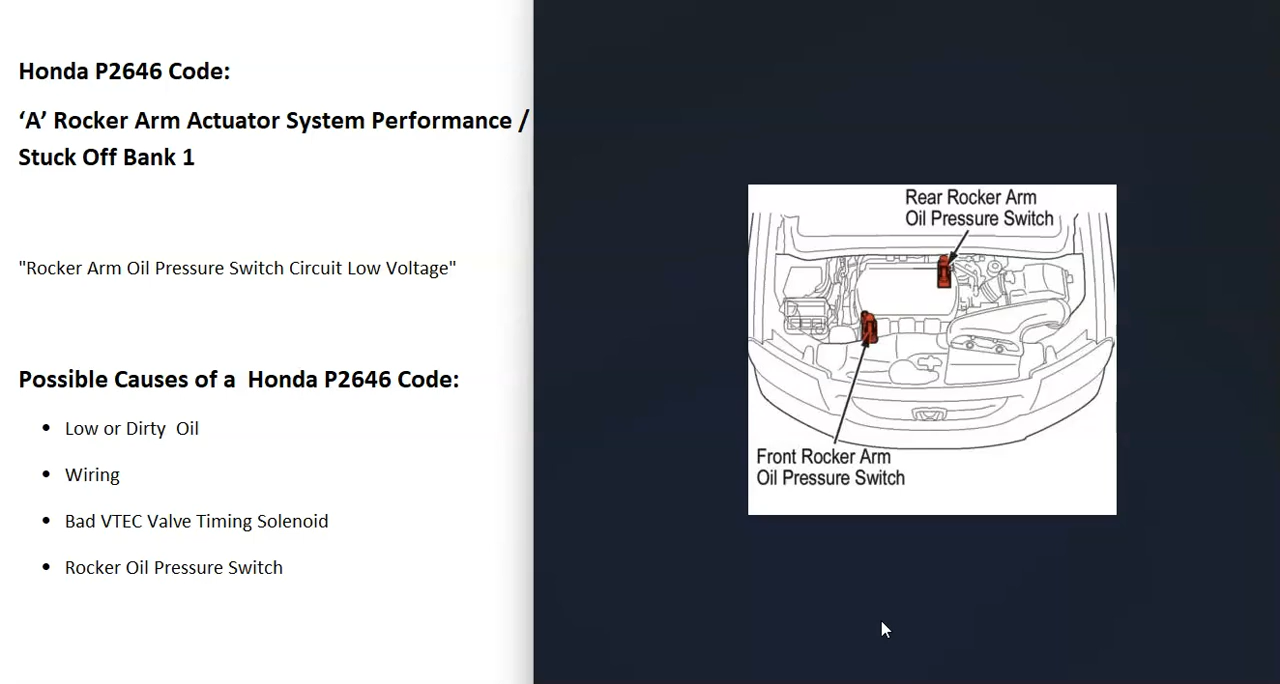 Honda P2646 Code:
‘A’ Rocker Arm Actuator System Performance /
Stuck Off Bank 1
"Rocker Arm Oil Pressure Switch Circuit Low Voltage"
Possible Causes of a  Honda P2646 Code:
• Low or Dirty  Oil
• Wiring
• Bad VTEC Valve Timing Solenoid
• Rocker Oil Pressure Switch
Rear Rocker Arm
Oil Pressure Switch
Front Rocker Arm
Oil Pressure Switch